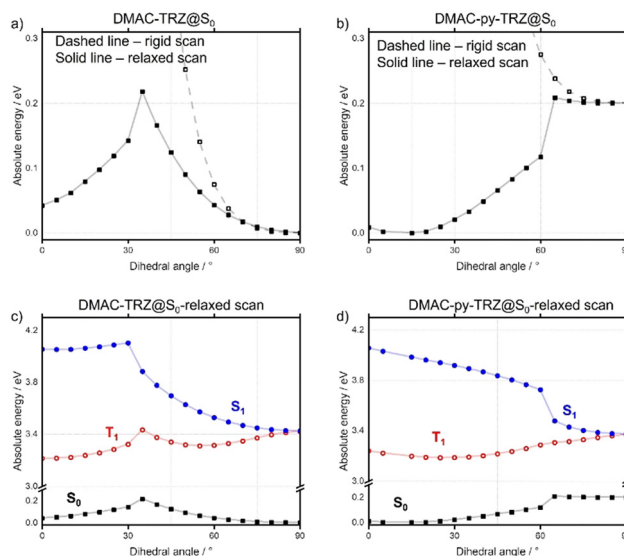 DMAC-TRZ@S₀
a)
0.3
Dashed line – rigid scan
Solid line – relaxed scan
0.2
0.1
0.0
Absolute energy / eV
0 30 60 90
Dihedral angle / °
DMAC-py-TRZ@S₀
b)
0.3
Dashed line – rigid scan
Solid line – relaxed scan
0.2
0.1
0.0
Absolute energy / eV
0 30 60 90
Dihedral angle / °
DMAC-TRZ@S₀-relaxed scan
c)
4.2
3.8
S₁
T₁
3.4
3.0
S₀
0.2
0.0
Absolute energy / eV
0 30 60 90
Dihedral angle / °
DMAC-py-TRZ@S₀-relaxed scan
d)
4.2
3.8
S₁
T₁
3.4
3.0
S₀
0.2
0.0
Absolute energy / eV
0 30 60 90
Dihedral angle / °